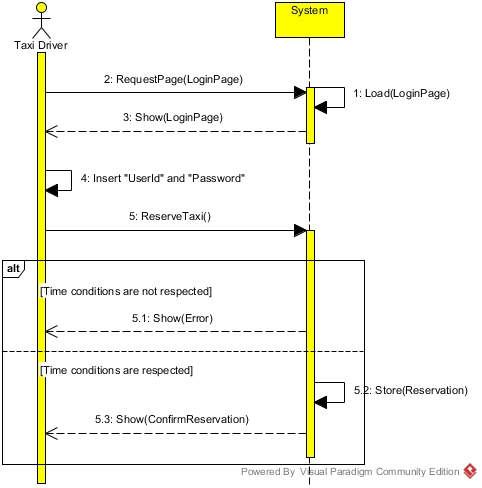 System
Taxi Driver
2: RequestPage(LoginPage)
1: Load(LoginPage)
3: Show(LoginPage)
4: Insert "UserId" and "Password"
5: ReserveTaxi()
alt
[Time conditions are not respected]
5.1: Show(Error)
[Time conditions are respected]
5.2: Store(Reservation)
5.3: Show(ConfirmReservation)
Powered By Visual Paradigm Community Edition